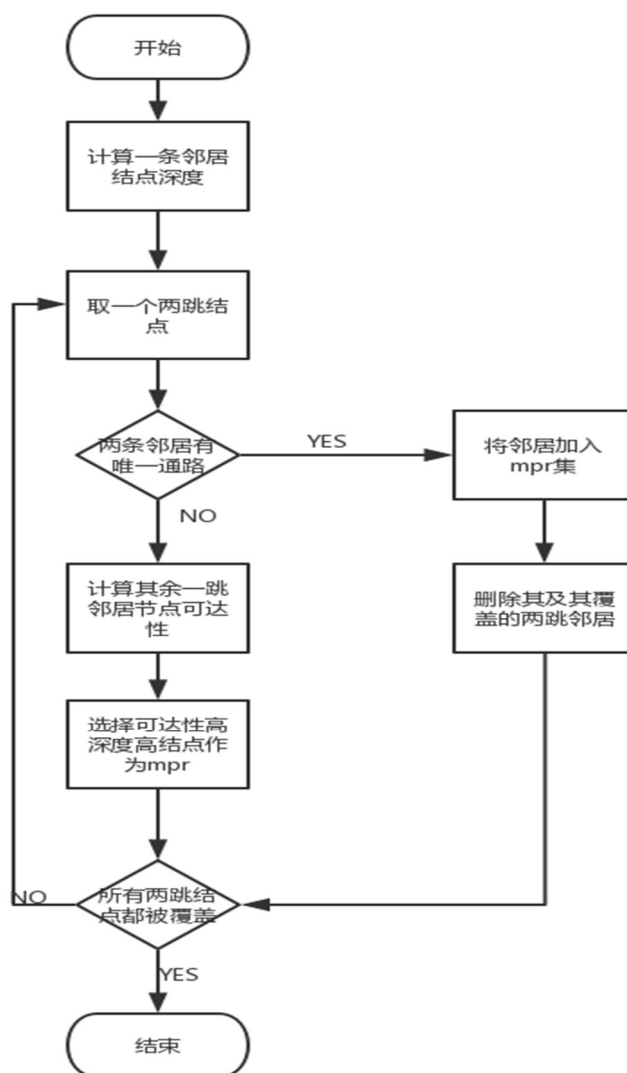 开始
计算一条邻居
结点深度
取一个两跳结
点
两条邻居有
唯一通路
YES
将邻居加入
mpr集
NO
计算其余一跳
邻居节点可达
性
删除其及其覆
盖的两跳邻居
选择可达性高
深度高结点作
为mpr
所有两跳结
点都被覆盖
NO
YES
结束